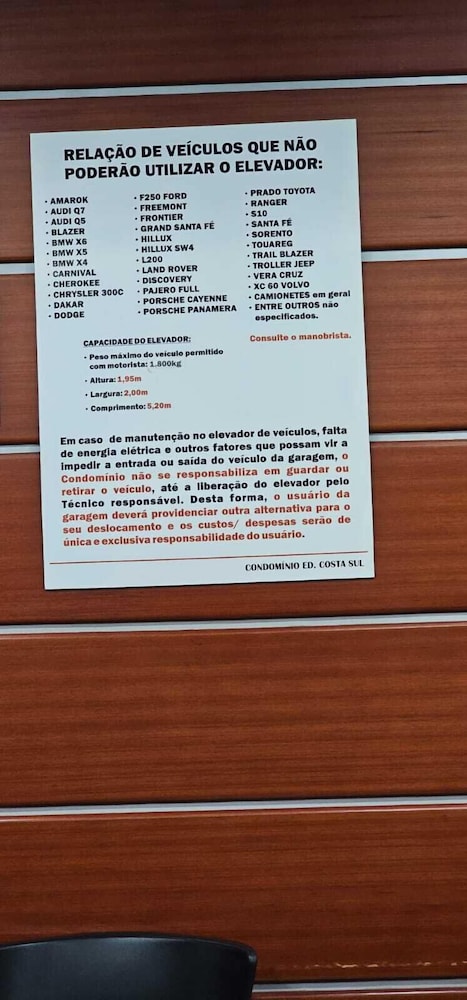 RELAÇÃO DE VEÍCULOS QUE NÃO
PODERÃO UTILIZAR O ELEVADOR:
· AMAROK
· AUDI Q7
· AUDI Q5
· BLAZER
· BMW X6
· BMW X5
· BMW X4
· CARNIVAL
· CHEROKEE
· CHRYSLER 300C
· DAKAR
· DODGE
· F250 FORD
· FREEMONT
· FRONTIER
· GRAND SANTA FÉ
· HILLUX
· HILLUX SW4
· L200
· LAND ROVER
· DISCOVERY
· PAJERO FULL
· PORSCHE CAYENNE
· PORSCHE PANAMERA
· PRADO TOYOTA
· RANGER
· S10
· SANTA FÉ
· SORENTO
· TOUAREG
· TRAIL BLAZER
· TROLLER JEEP
· VERA CRUZ
· XC 60 VOLVO
· CAMIONETES em geral
· ENTRE OUTROS não
especificados.
Consulte o manobrista.
CAPACIDADE DO ELEVADOR:
· Peso máximo do veículo permitido
com motorista: 1.800kg
· Altura: 1,95m
· Largura: 2,00m
· Comprimento: 5,20m
Em caso de manutenção no elevador de veículos, falta
de energia elétrica e outros fatores que possam vir a
impedir a entrada ou saída do veículo da garagem, o
Condomínio não se responsabiliza em guardar ou
retirar o veículo, até a liberação do elevador pelo
Técnico responsável. Desta forma, o usuário da
garagem deverá providenciar outra alternativa para o
seu deslocamento e os custos/ despesas serão de
única e exclusiva responsabilidade do usuário.
CONDOMÍNIO ED. COSTA SUL